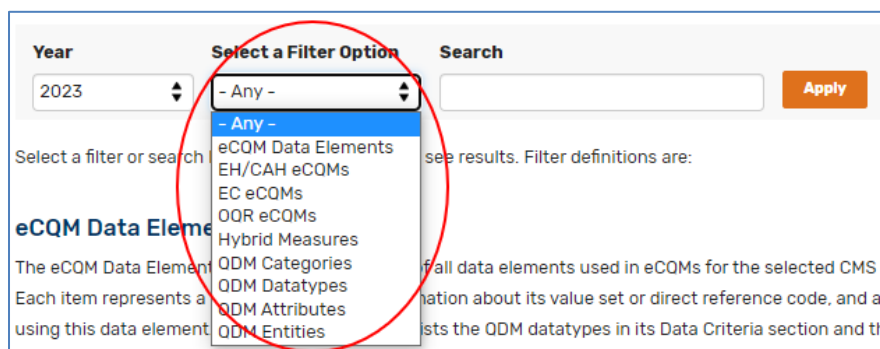 Year
Select a Filter Option
Search
2023
- Any -
Apply
- Any -
eCQM Data Elements
EH/CAH eCQMs
EC eCQMs
OQR eCQMs
Hybrid Measures
QDM Categories
QDM Datatypes
QDM Attributes
QDM Entities
Select a filter or search see results. Filter definitions are:
eCQM Data Eleme
The eCQM Data Element f all data elements used in eCQMs for the selected CMS
Each item represents a mation about its value set or direct reference code, and a
using this data element ists the QDM datatypes in its Data Criteria section and th